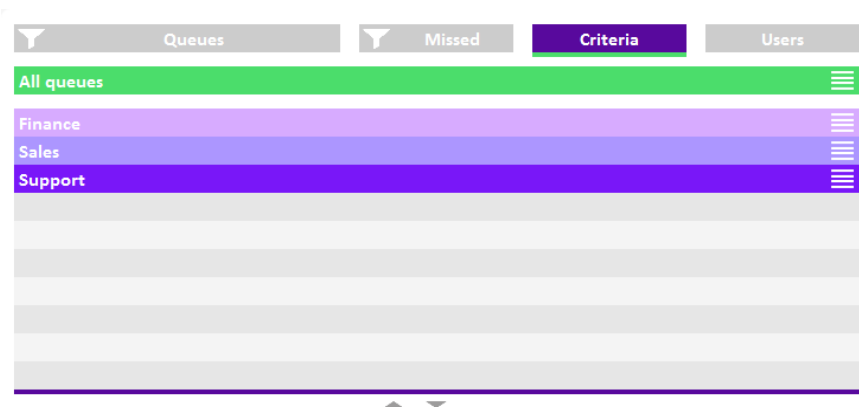 Queues Missed Criteria Users
All queues
Finance
Sales
Support